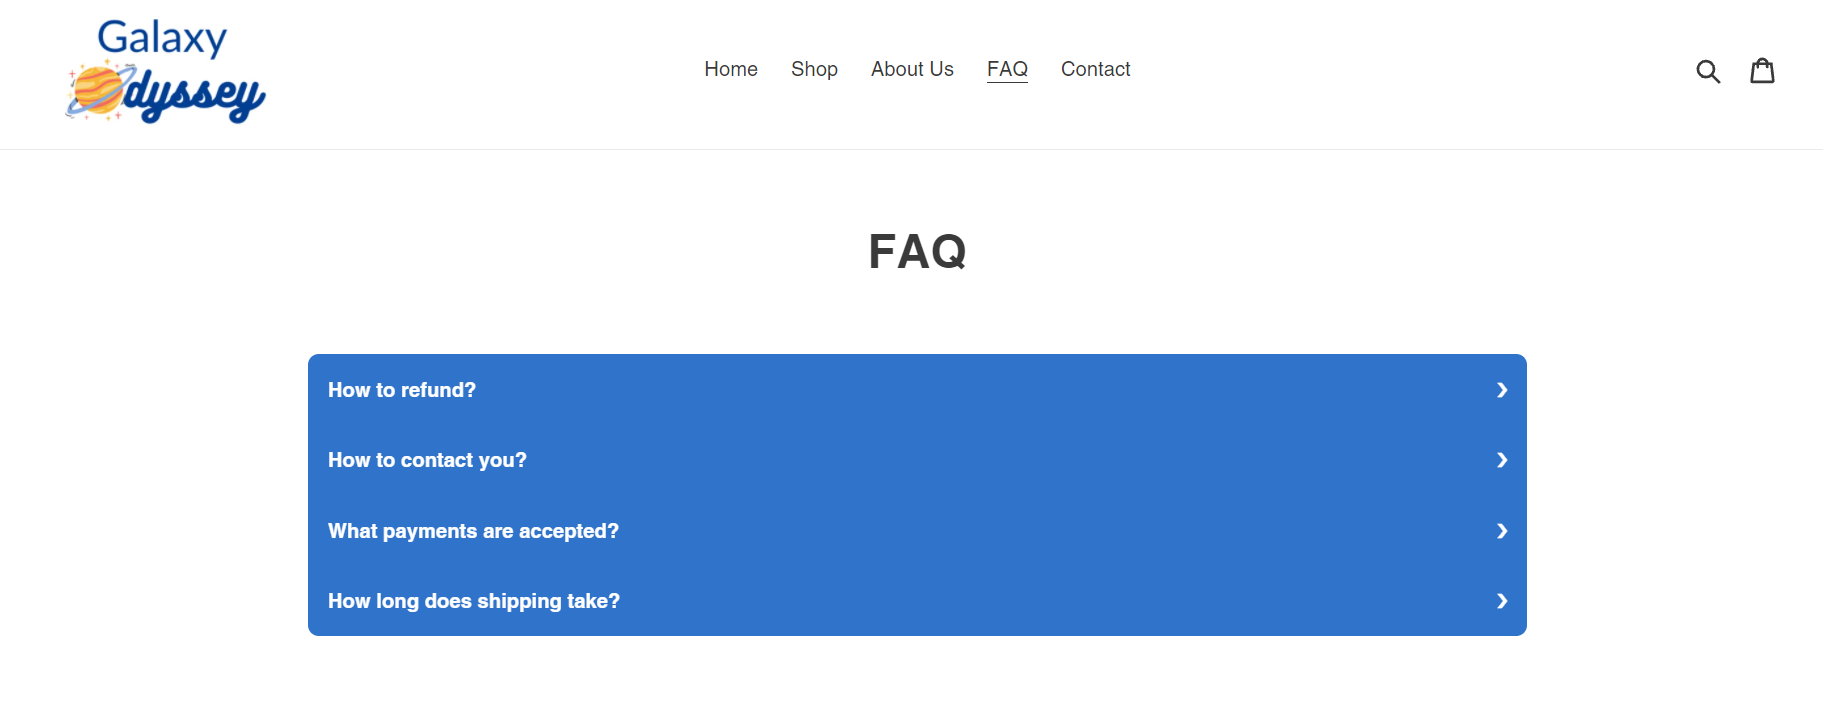 Galaxy
Odyssey
Home Shop About Us FAQ Contact
FAQ
How to refund?
How to contact you?
What payments are accepted?
How long does shipping take?